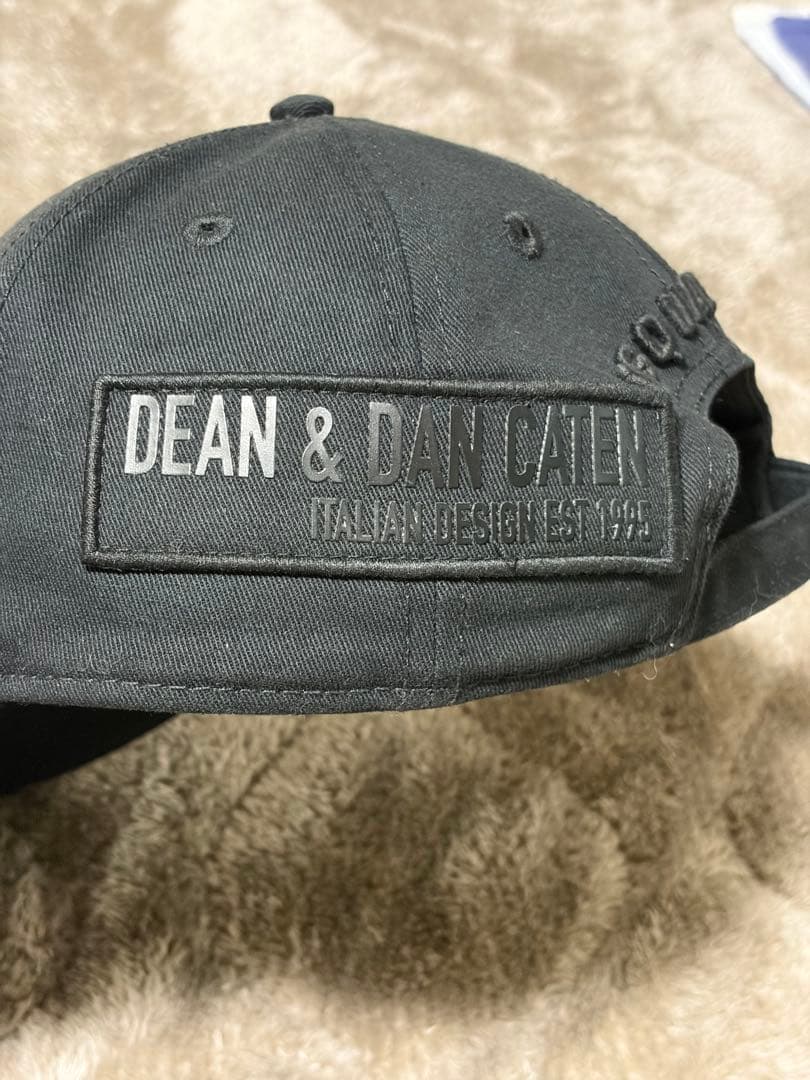 DEAN & DAN CATEN
ITALIAN DESIGN EST 1995